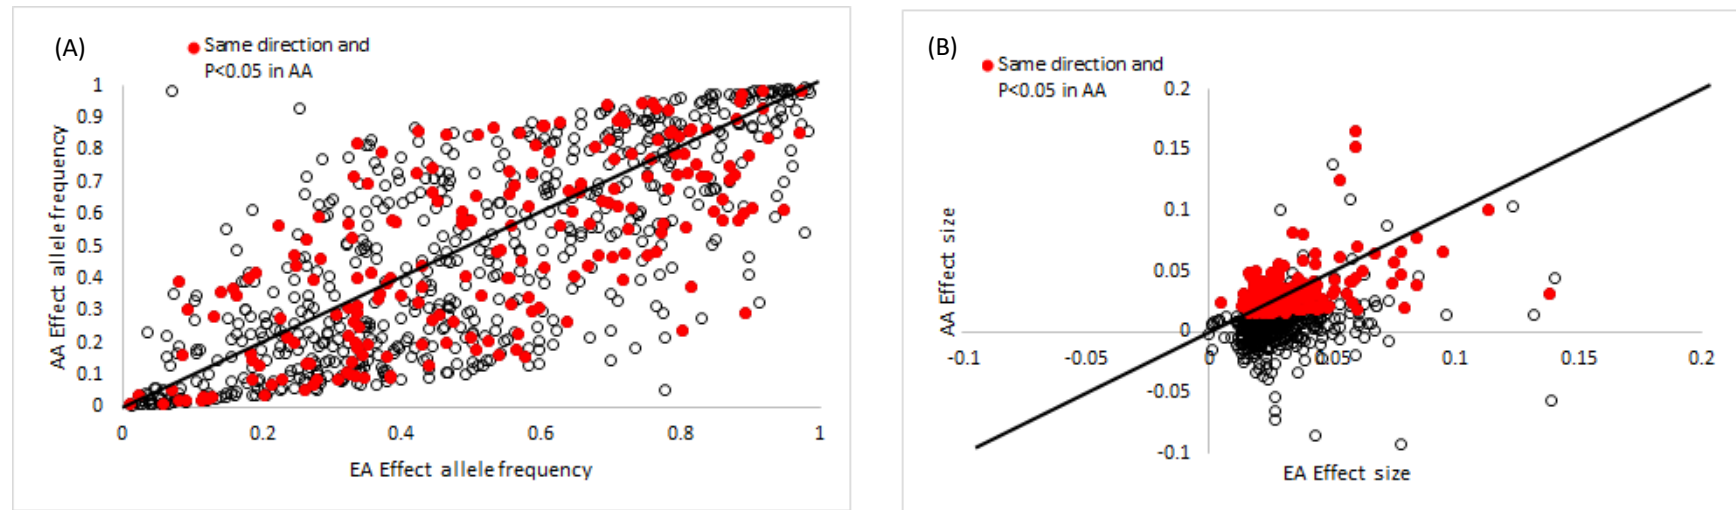 (A)
Same direction and
P<0.05 in AA
1
0.9
0.8
0.7
0.6
0.5
0.4
0.3
0.2
0.1
0
AA Effect allele frequency
0 0.2 0.4 0.6 0.8 1
EA Effect allele frequency
(B)
Same direction and
P<0.05 in AA
0.2
0.15
0.1
0.05
0
-0.05
-0.1
AA Effect size
-0.1 -0.05 0 0.05 0.1 0.15 0.2
EA Effect size